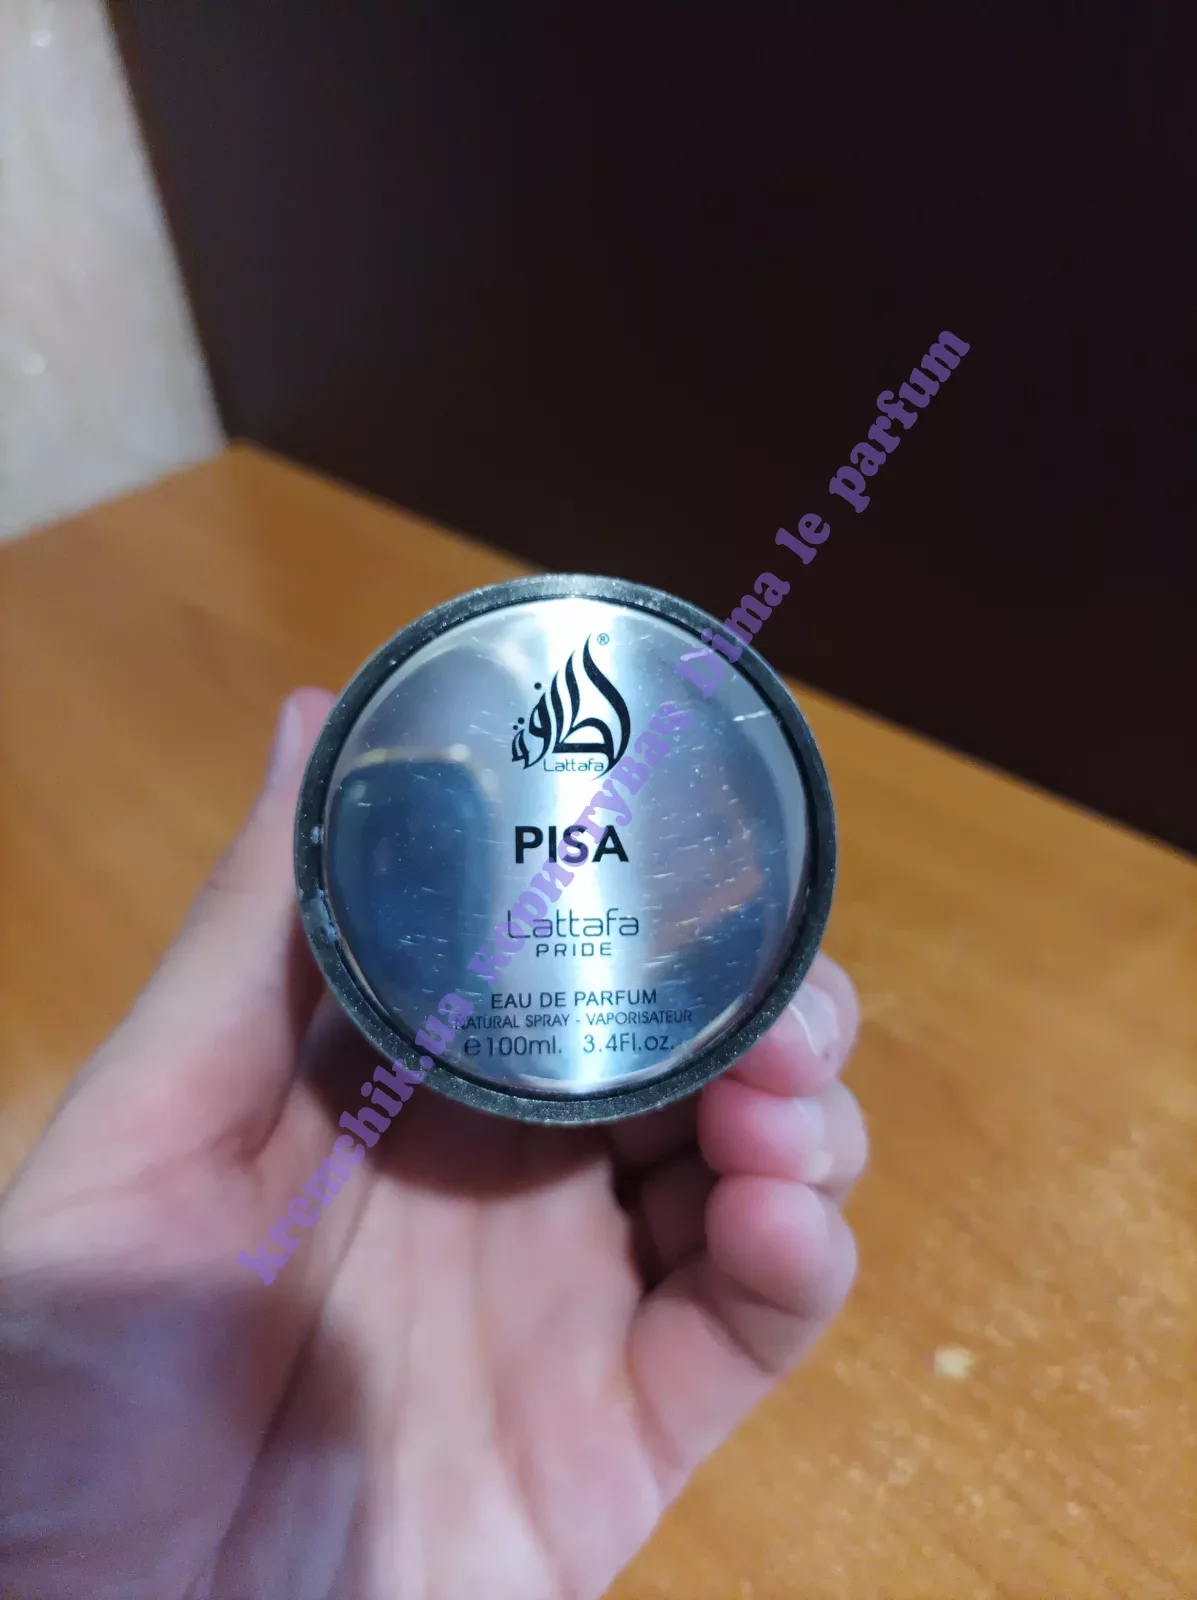 لطافة®
Lattafa
PISA
Lattafa
PRIDE
EAU DE PARFUM
NATURAL SPRAY - VAPORISATEUR
e100ml. 3.4Fl.oz.
kremchik.ua користувач Dima le parfum